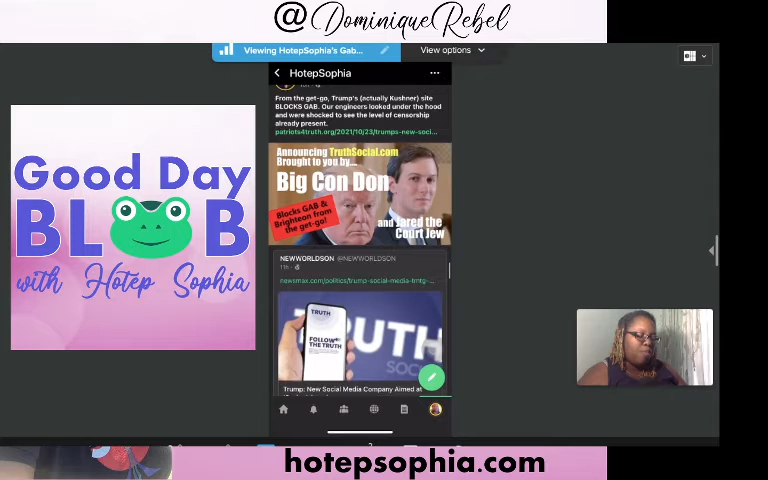 @DominiqueRebel
Viewing HotepSophia's Gab...
View options
HotepSophia
From the get-go, Trump's (actually Kushner) site
BLOCKS GAB. Our engineers looked under the hood
and were shocked to see the level of censorship
already present.
patriots4truth.org/2021/10/23/trumps-new-soci...
Announcing TruthSocial.com
Brought to you by...
Big Con Don
Blocks GAB &
Brighteon from
the get-go!
and Jared the
Court Jew
Good Day
BL B
with Hotep Sophia
NEWWORLDSON @NEWWORLDSON
11h
newsmax.com/politics/trump-social-media-tmtg-...
TRUTH
FOLLOW
THE TRUTH
TRUTH
SOCIAL
Trump: New Social Media Company Aimed at
hotepsophia.com